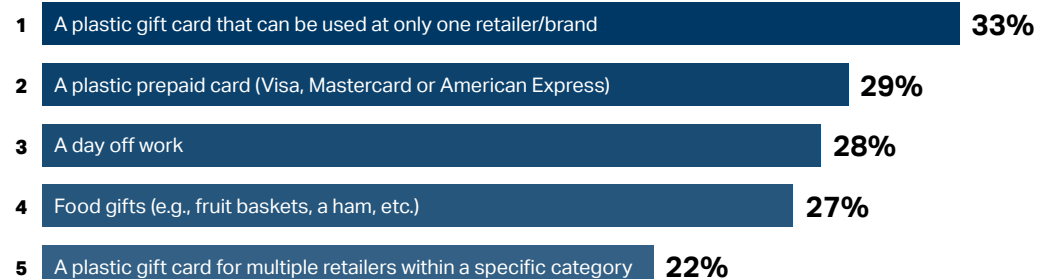 1 A plastic gift card that can be used at only one retailer/brand 33%
2 A plastic prepaid card (Visa, Mastercard or American Express) 29%
3 A day off work 28%
4 Food gifts (e.g., fruit baskets, a ham, etc.) 27%
5 A plastic gift card for multiple retailers within a specific category 22%